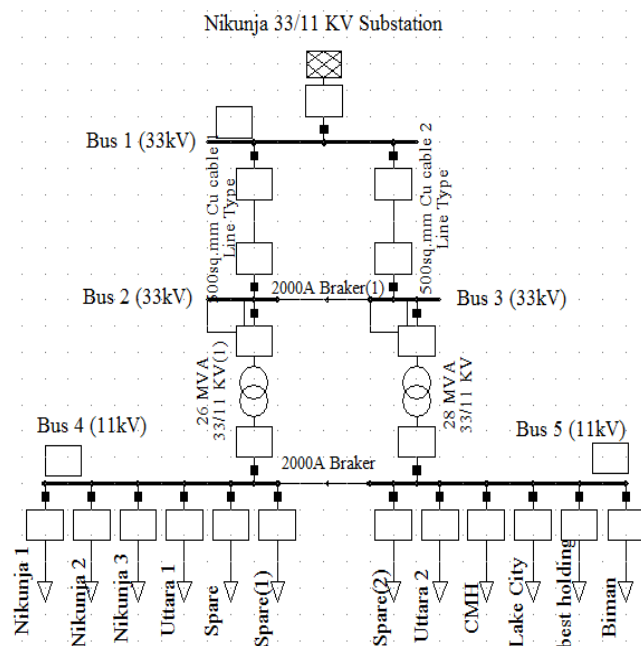 Nikunja 33/11 KV Substation
Bus 1 (33kV)
500sq.mm Cu cable 1
Line Type
500sq.mm Cu cable 2
Line Type
Bus 2 (33kV)
2000A Braker(1)
Bus 3 (33kV)
26 MVA
33/11 KV(1)
28 MVA
33/11 KV
Bus 4 (11kV)
2000A Braker
Bus 5 (11kV)
Nikunja 1
Nikunja 2
Nikunja 3
Uttara 1
Spare
Spare(1)
Spare(2)
Uttara 2
CMH
Lake City
best holding
Biman